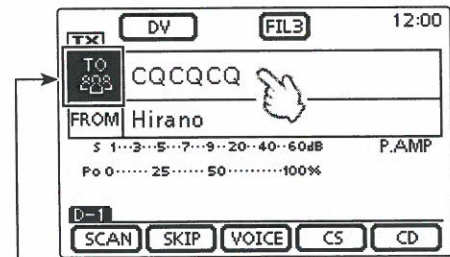 DV FIL3 12:00
TX
TO CQCQCQ
FROM Hirano
S 1···3···5···7···9··20··40··60dB P.AMP
Po 0······25······50·········100%
D-1
SCAN SKIP VOICE CS CD